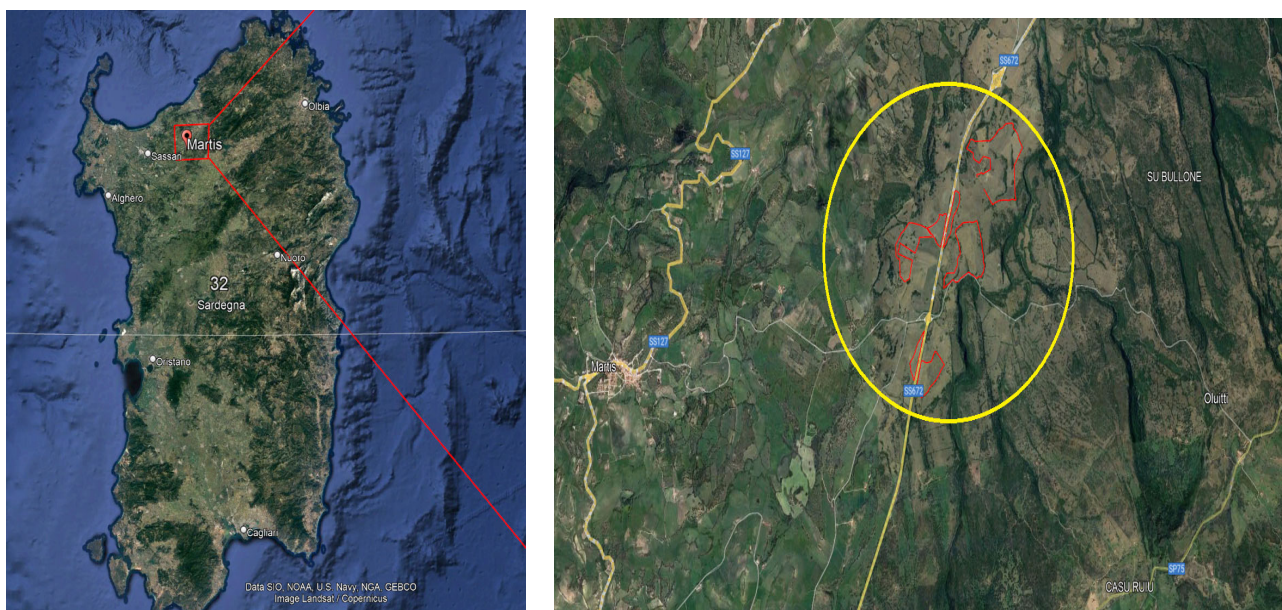 Olbia
Martis
Sassari
Alghero
Nuoro
32
Sardegna
Oristano
Cagliari
Data SIO, NOAA, U.S. Navy, NGA, GEBCO
Image Landsat / Copernicus
SS672
SS127
SU BULLONE
SS127
Martis
SS672
Oluitti
SP75
CASU RUIU